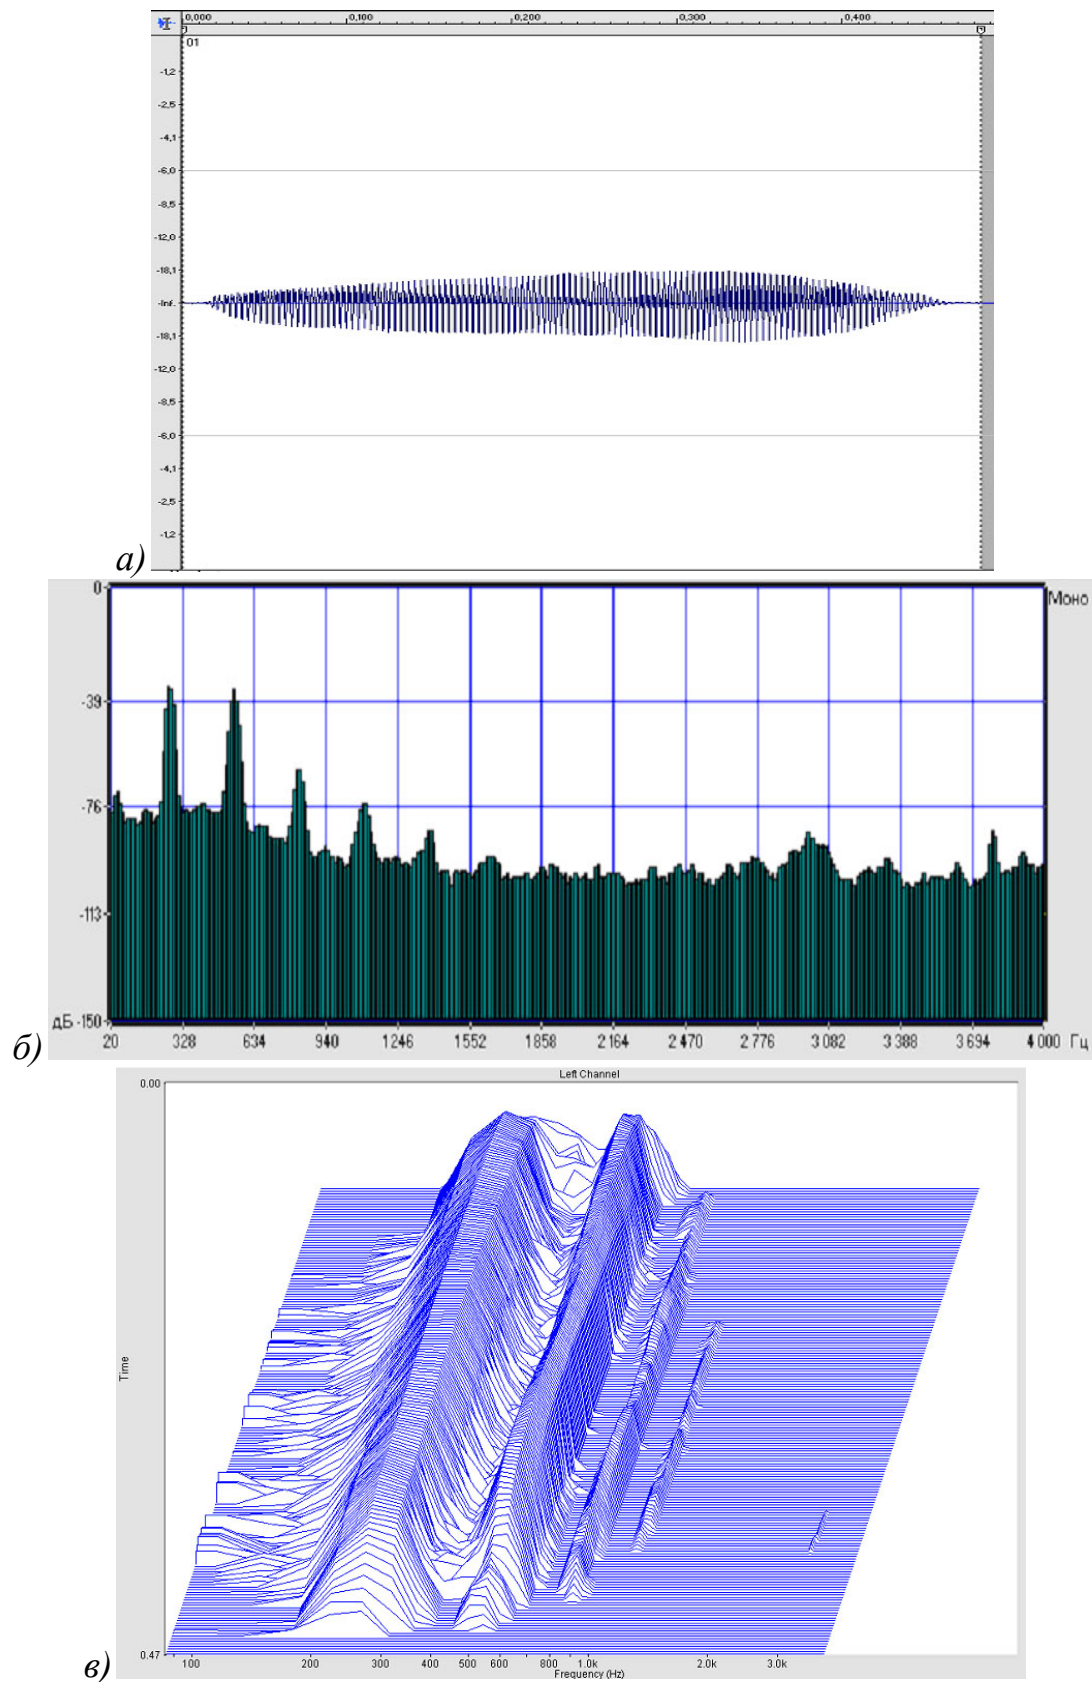 0,000 0,100 0,200 0,300 0,400
01
-1,2
-2,5
-4,1
-6,0
-8,5
-12,0
-18,1
-Inf.
-18,1
-12,0
-8,5
-6,0
-4,1
-2,5
-1,2
а)
0
Моно
-39
-76
-113
дБ -150
20 328 634 940 1246 1552 1858 2164 2470 2776 3082 3388 3694 4000 Гц
б)
Left Channel
0.00
Time
0.47
100 200 300 400 500 600 800 1.0k 2.0k 3.0k
Frequency (Hz)
в)